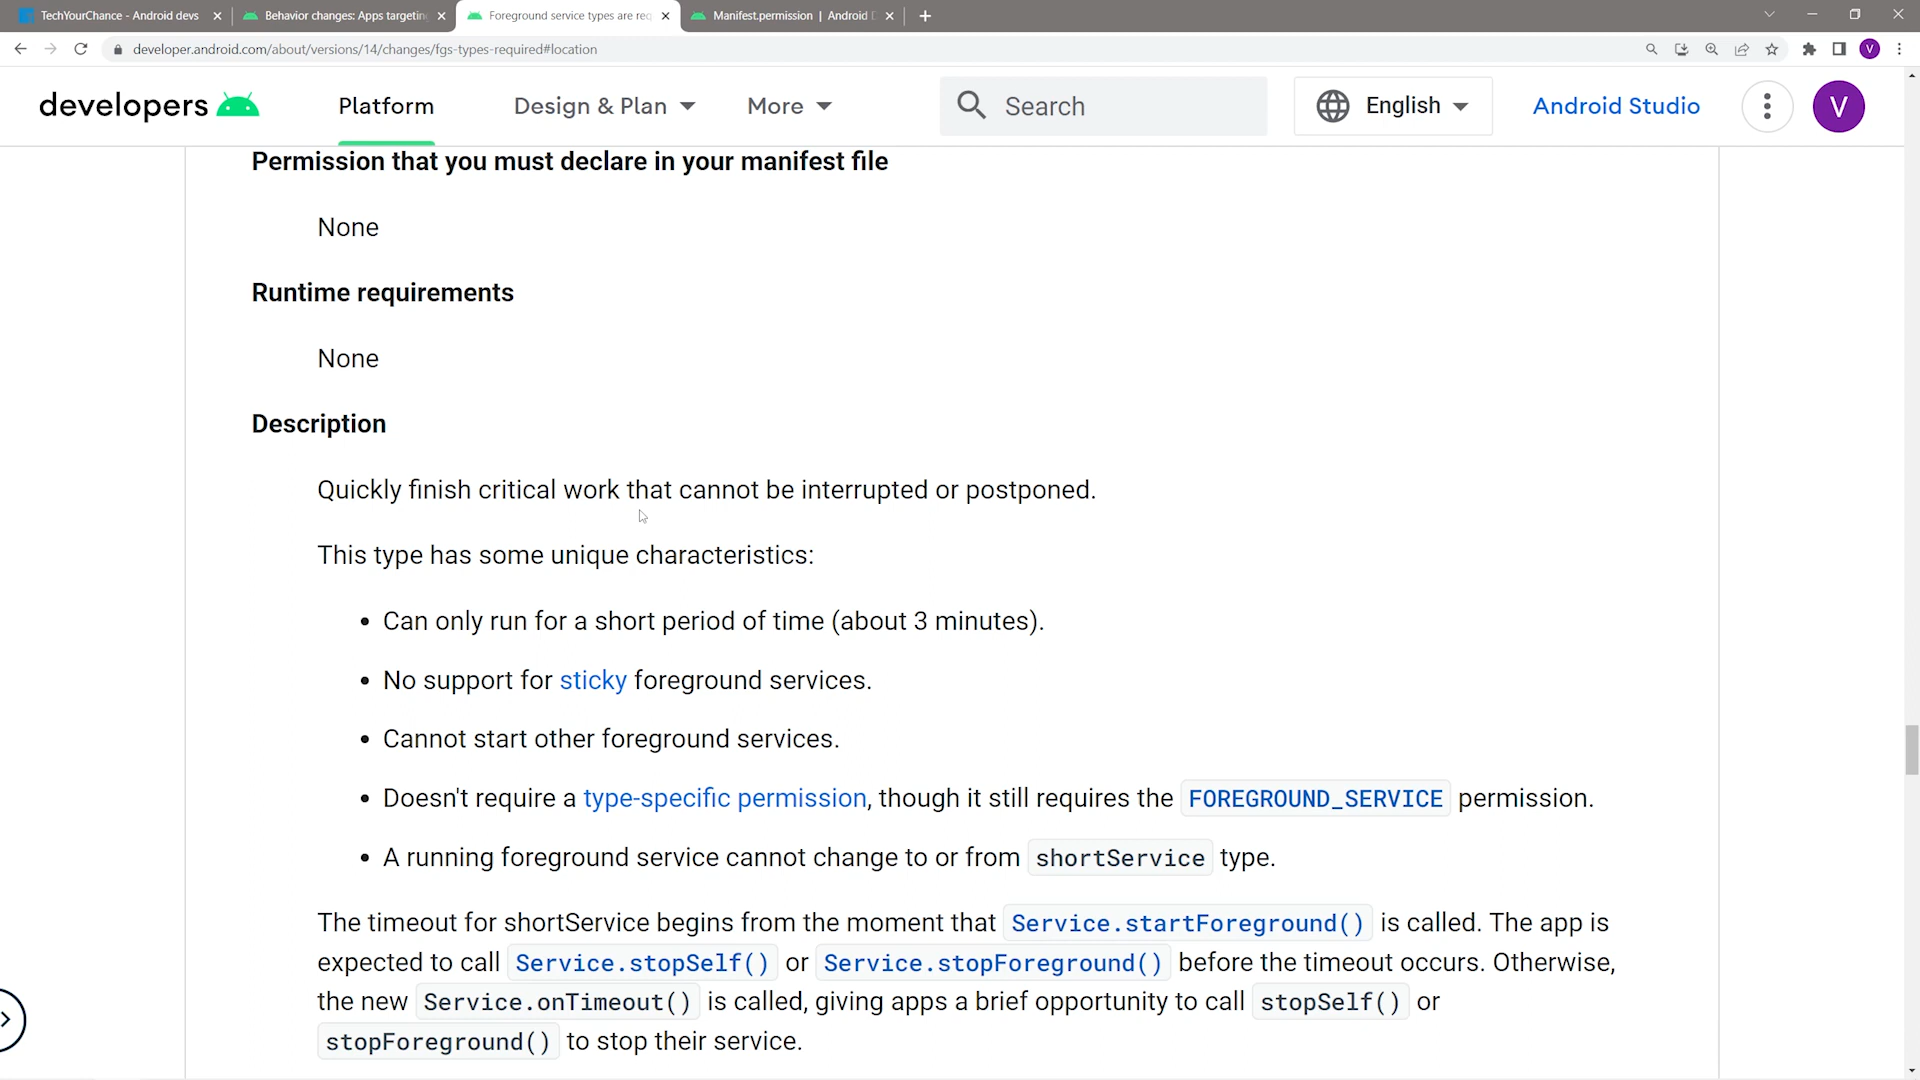 TechYourChance - Android devs
Behavior changes: Apps targetin
Foreground service types are req
Manifest.permission | Android D
developer.android.com/about/versions/14/changes/fgs-types-required#location
V
developers
Platform
Design & Plan
More
Search
English
Android Studio
V
Permission that you must declare in your manifest file
None
Runtime requirements
None
Description
Quickly finish critical work that cannot be interrupted or postponed.
This type has some unique characteristics:
• Can only run for a short period of time (about 3 minutes).
• No support for sticky foreground services.
• Cannot start other foreground services.
• Doesn't require a type-specific permission, though it still requires the FOREGROUND_SERVICE permission.
• A running foreground service cannot change to or from shortService type.
The timeout for shortService begins from the moment that Service.startForeground() is called. The app is
expected to call Service.stopSelf() or Service.stopForeground() before the timeout occurs. Otherwise,
the new Service.onTimeout() is called, giving apps a brief opportunity to call stopSelf() or
stopForeground() to stop their service.